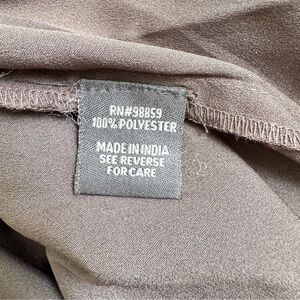 RN#98859
100% POLYESTER
MADE IN INDIA
SEE REVERSE
FOR CARE